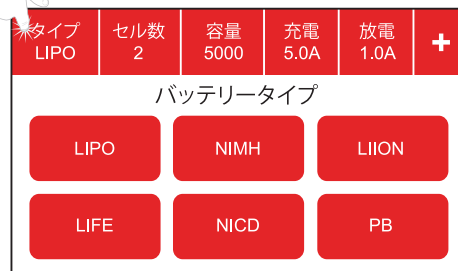 タイプ セル数 容量 充電 放電 +
LIPO 2 5000 5.0A 1.0A
バッテリータイプ
LIPO NIMH LIION
LIFE NICD PB